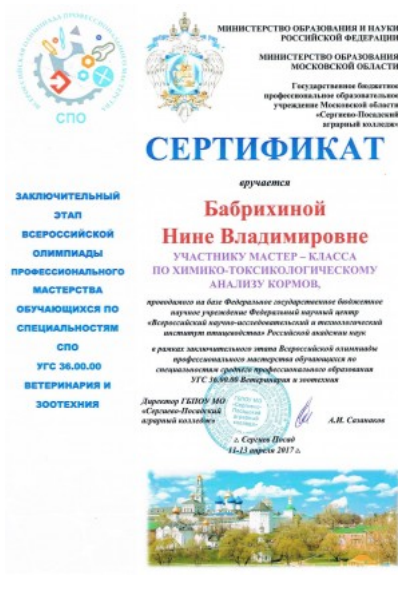 МИНИСТЕРСТВО ОБРАЗОВАНИЯ И НАУКИ
РОССИЙСКОЙ ФЕДЕРАЦИИ
МИНИСТЕРСТВО ОБРАЗОВАНИЯ
МОСКОВСКОЙ ОБЛАСТИ
Государственное бюджетное
профессиональное образовательное
учреждение Московской области
«Сергиево-Посадский
аграрный колледж»
СПО
СЕРТИФИКАТ
вручается
Бабрихиной
Нине Владимировне
УЧАСТНИКУ МАСТЕР – КЛАССА
ПО ХИМИКО-ТОКСИКОЛОГИЧЕСКОМУ
АНАЛИЗУ КОРМОВ,
проводимого на базе Федеральное государственное бюджетное
научное учреждение Федеральный научный центр
«Всероссийский научно-исследовательский и технологический
институт птицеводства» Российской академии наук
в рамках заключительного этапа Всероссийской олимпиады
профессионального мастерства обучающихся по
специальностям среднего профессионального образования
УГС 36.00.00 Ветеринария и зоотехния
Директор ГБПОУ МО
«Сергиево-Посадский
аграрный колледж»
А.И.
г. Сергиев Посад
11-13 апреля 2017 г.
ЗАКЛЮЧИТЕЛЬНЫЙ
ЭТАП
ВСЕРОССИЙСКОЙ
ОЛИМПИАДЫ
ПРОФЕССИОНАЛЬНОГО
МАСТЕРСТВА
ОБУЧАЮЩИХСЯ ПО
СПЕЦИАЛЬНОСТЯМ
СПО
УГС 36.00.00
ВЕТЕРИНАРИЯ И
ЗООТЕХНИЯ